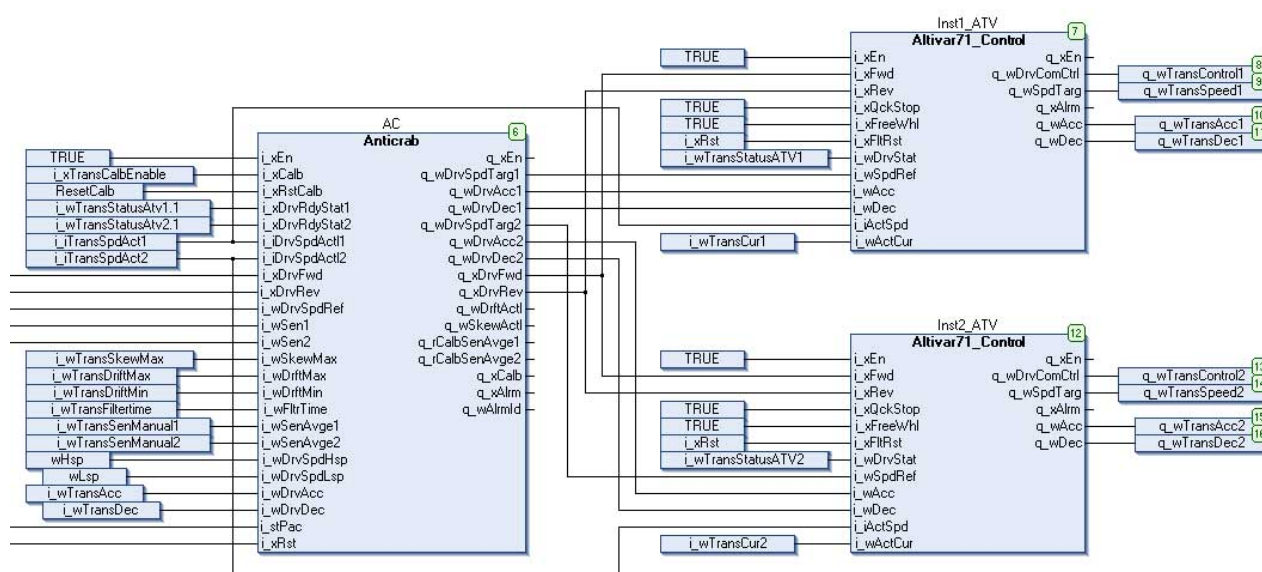 Inst1_ATV
7
Altivar71_Control
TRUE
i_xEn
q_xEn
i_xFwd
q_wDrvComCtrl
8
q_wTransControl1
i_xRev
q_wSpdTarg
9
q_wTransSpeed1
TRUE
i_xQckStop
q_xAlrm
TRUE
i_xFreeWhl
q_wAcc
10
q_wTransAcc1
i_xRst
i_xFltRst
q_wDec
11
q_wTransDec1
i_wTransStatusATV1
i_wDrvStat
i_wSpdRef
i_wAcc
i_wDec
i_iActSpd
i_wTransCur1
i_wActCur
AC
6
Anticrab
TRUE
i_xEn
q_xEn
i_xTransCalbEnable
i_xCalb
q_wDrvSpdTarg1
ResetCalb
i_xRstCalb
q_wDrvAcc1
i_wTransStatusAtv1.1
i_xDrvRdyStat1
q_wDrvDec1
i_wTransStatusAtv2.1
i_xDrvRdyStat2
q_wDrvSpdTarg2
i_iTransSpdAct1
i_iDrvSpdActl1
q_wDrvAcc2
i_iTransSpdAct2
i_iDrvSpdActl2
q_wDrvDec2
i_xDrvFwd
q_xDrvFwd
i_xDrvRev
q_xDrvRev
i_wDrvSpdRef
q_wDrftActl
i_wSen1
q_wSkewActl
i_wSen2
q_rCalbSenAvge1
i_wTransSkewMax
i_wSkewMax
q_rCalbSenAvge2
i_wTransDriftMax
i_wDrftMax
q_xCalb
i_wTransDriftMin
i_wDrftMin
q_xAlrm
i_wTransFiltertime
i_wFltrTime
q_wAlrmId
i_wTransSenManual1
i_wSenAvge1
i_wTransSenManual2
i_wSenAvge2
wHsp
i_wDrvSpdHsp
wLsp
i_wDrvSpdLsp
i_wTransAcc
i_wDrvAcc
i_wTransDec
i_wDrvDec
i_stPac
i_xRst
Inst2_ATV
12
Altivar71_Control
TRUE
i_xEn
q_xEn
i_xFwd
q_wDrvComCtrl
13
q_wTransControl2
i_xRev
q_wSpdTarg
14
q_wTransSpeed2
TRUE
i_xQckStop
q_xAlrm
TRUE
i_xFreeWhl
q_wAcc
15
q_wTransAcc2
i_xRst
i_xFltRst
q_wDec
16
q_wTransDec2
i_wTransStatusATV2
i_wDrvStat
i_wSpdRef
i_wAcc
i_wDec
i_iActSpd
i_wTransCur2
i_wActCur